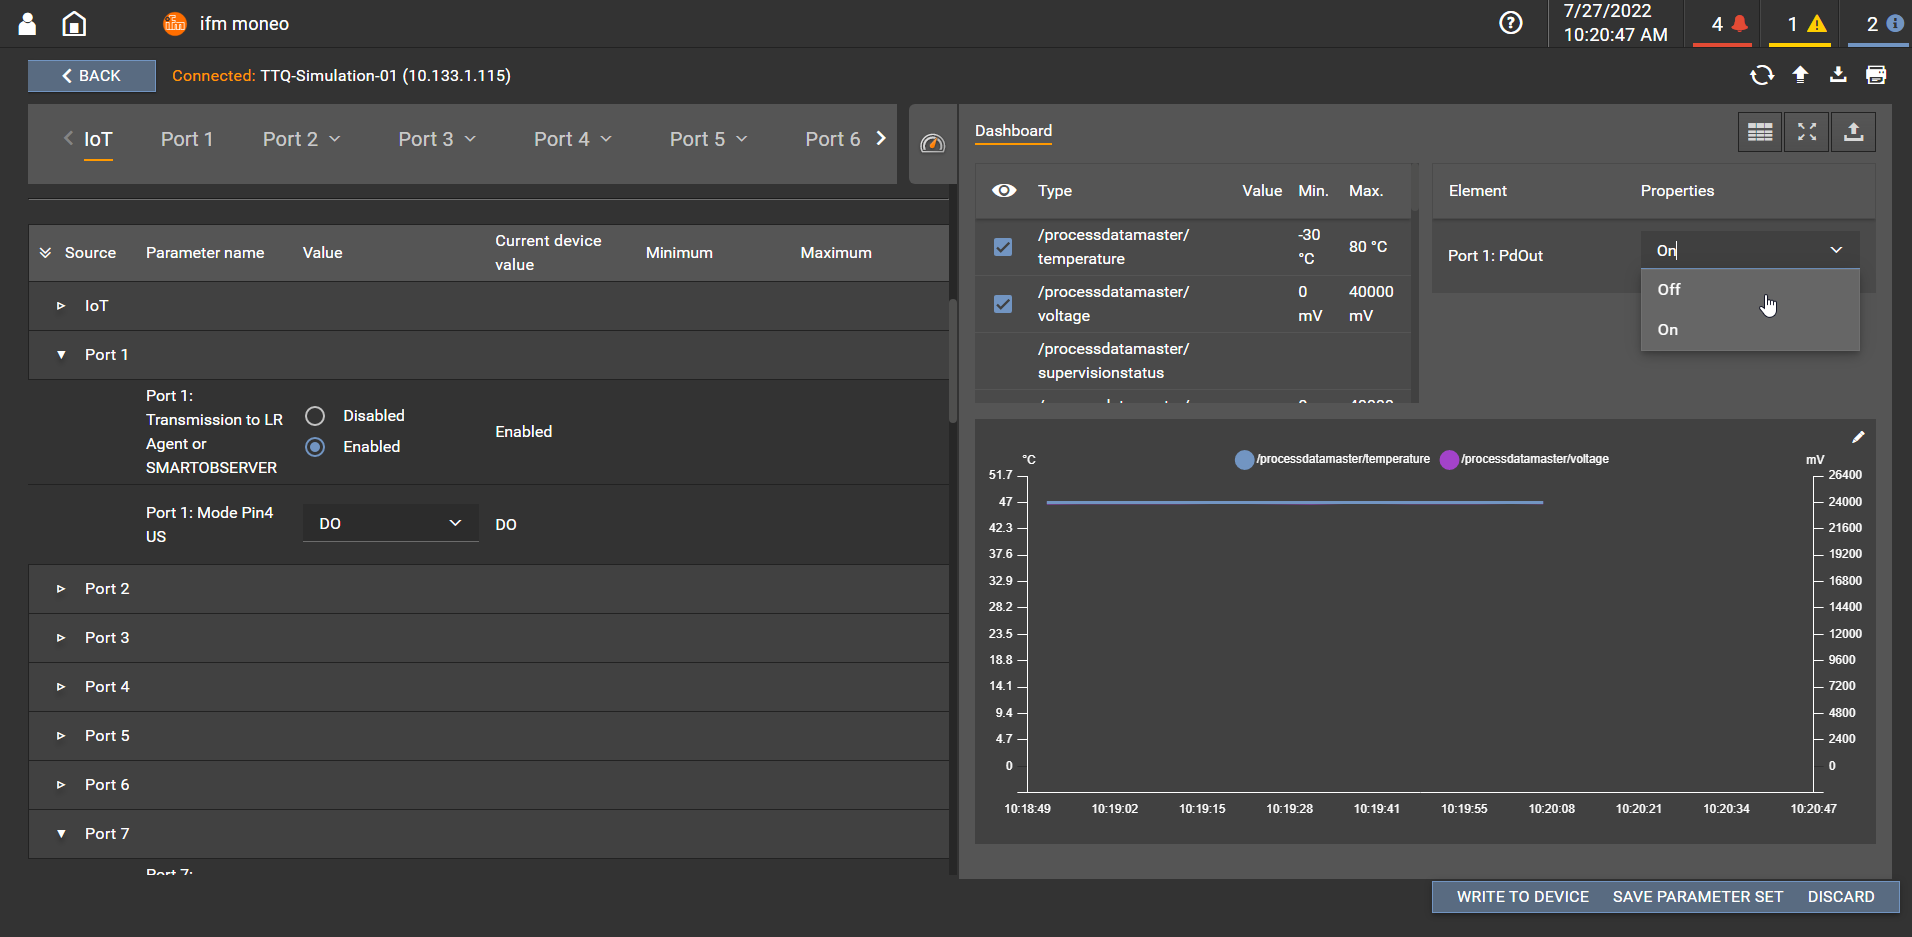 ifm moneo
7/27/2022
10:20:47 AM
4
1
2
BACK
Connected: TTQ-Simulation-01 (10.133.1.115)
IoT Port 1 Port 2 Port 3 Port 4 Port 5 Port 6
Source Parameter name Value Current device value Minimum Maximum
IoT
Port 1
Port 1:
Transmission to LR
Agent or
SMARTOBSERVER
Disabled
Enabled
Enabled
Port 1: Mode Pin4
US
DO
DO
Port 2
Port 3
Port 4
Port 5
Port 6
Port 7
Port 7:
Dashboard
Type Value Min. Max.
/processdatamaster/
temperature
-30
°C
80 °C
/processdatamaster/
voltage
0
mV
40000
mV
/processdatamaster/
supervisionstatus
Element Properties
Port 1: PdOut
On
Off
On
/processdatamaster/temperature /processdatamaster/voltage
°C
51.7
47
42.3
37.6
32.9
28.2
23.5
18.8
14.1
9.4
4.7
0
mV
26400
24000
21600
19200
16800
14400
12000
9600
7200
4800
2400
0
10:18:49 10:19:02 10:19:15 10:19:28 10:19:41 10:19:55 10:20:08 10:20:21 10:20:34 10:20:47
WRITE TO DEVICE SAVE PARAMETER SET DISCARD